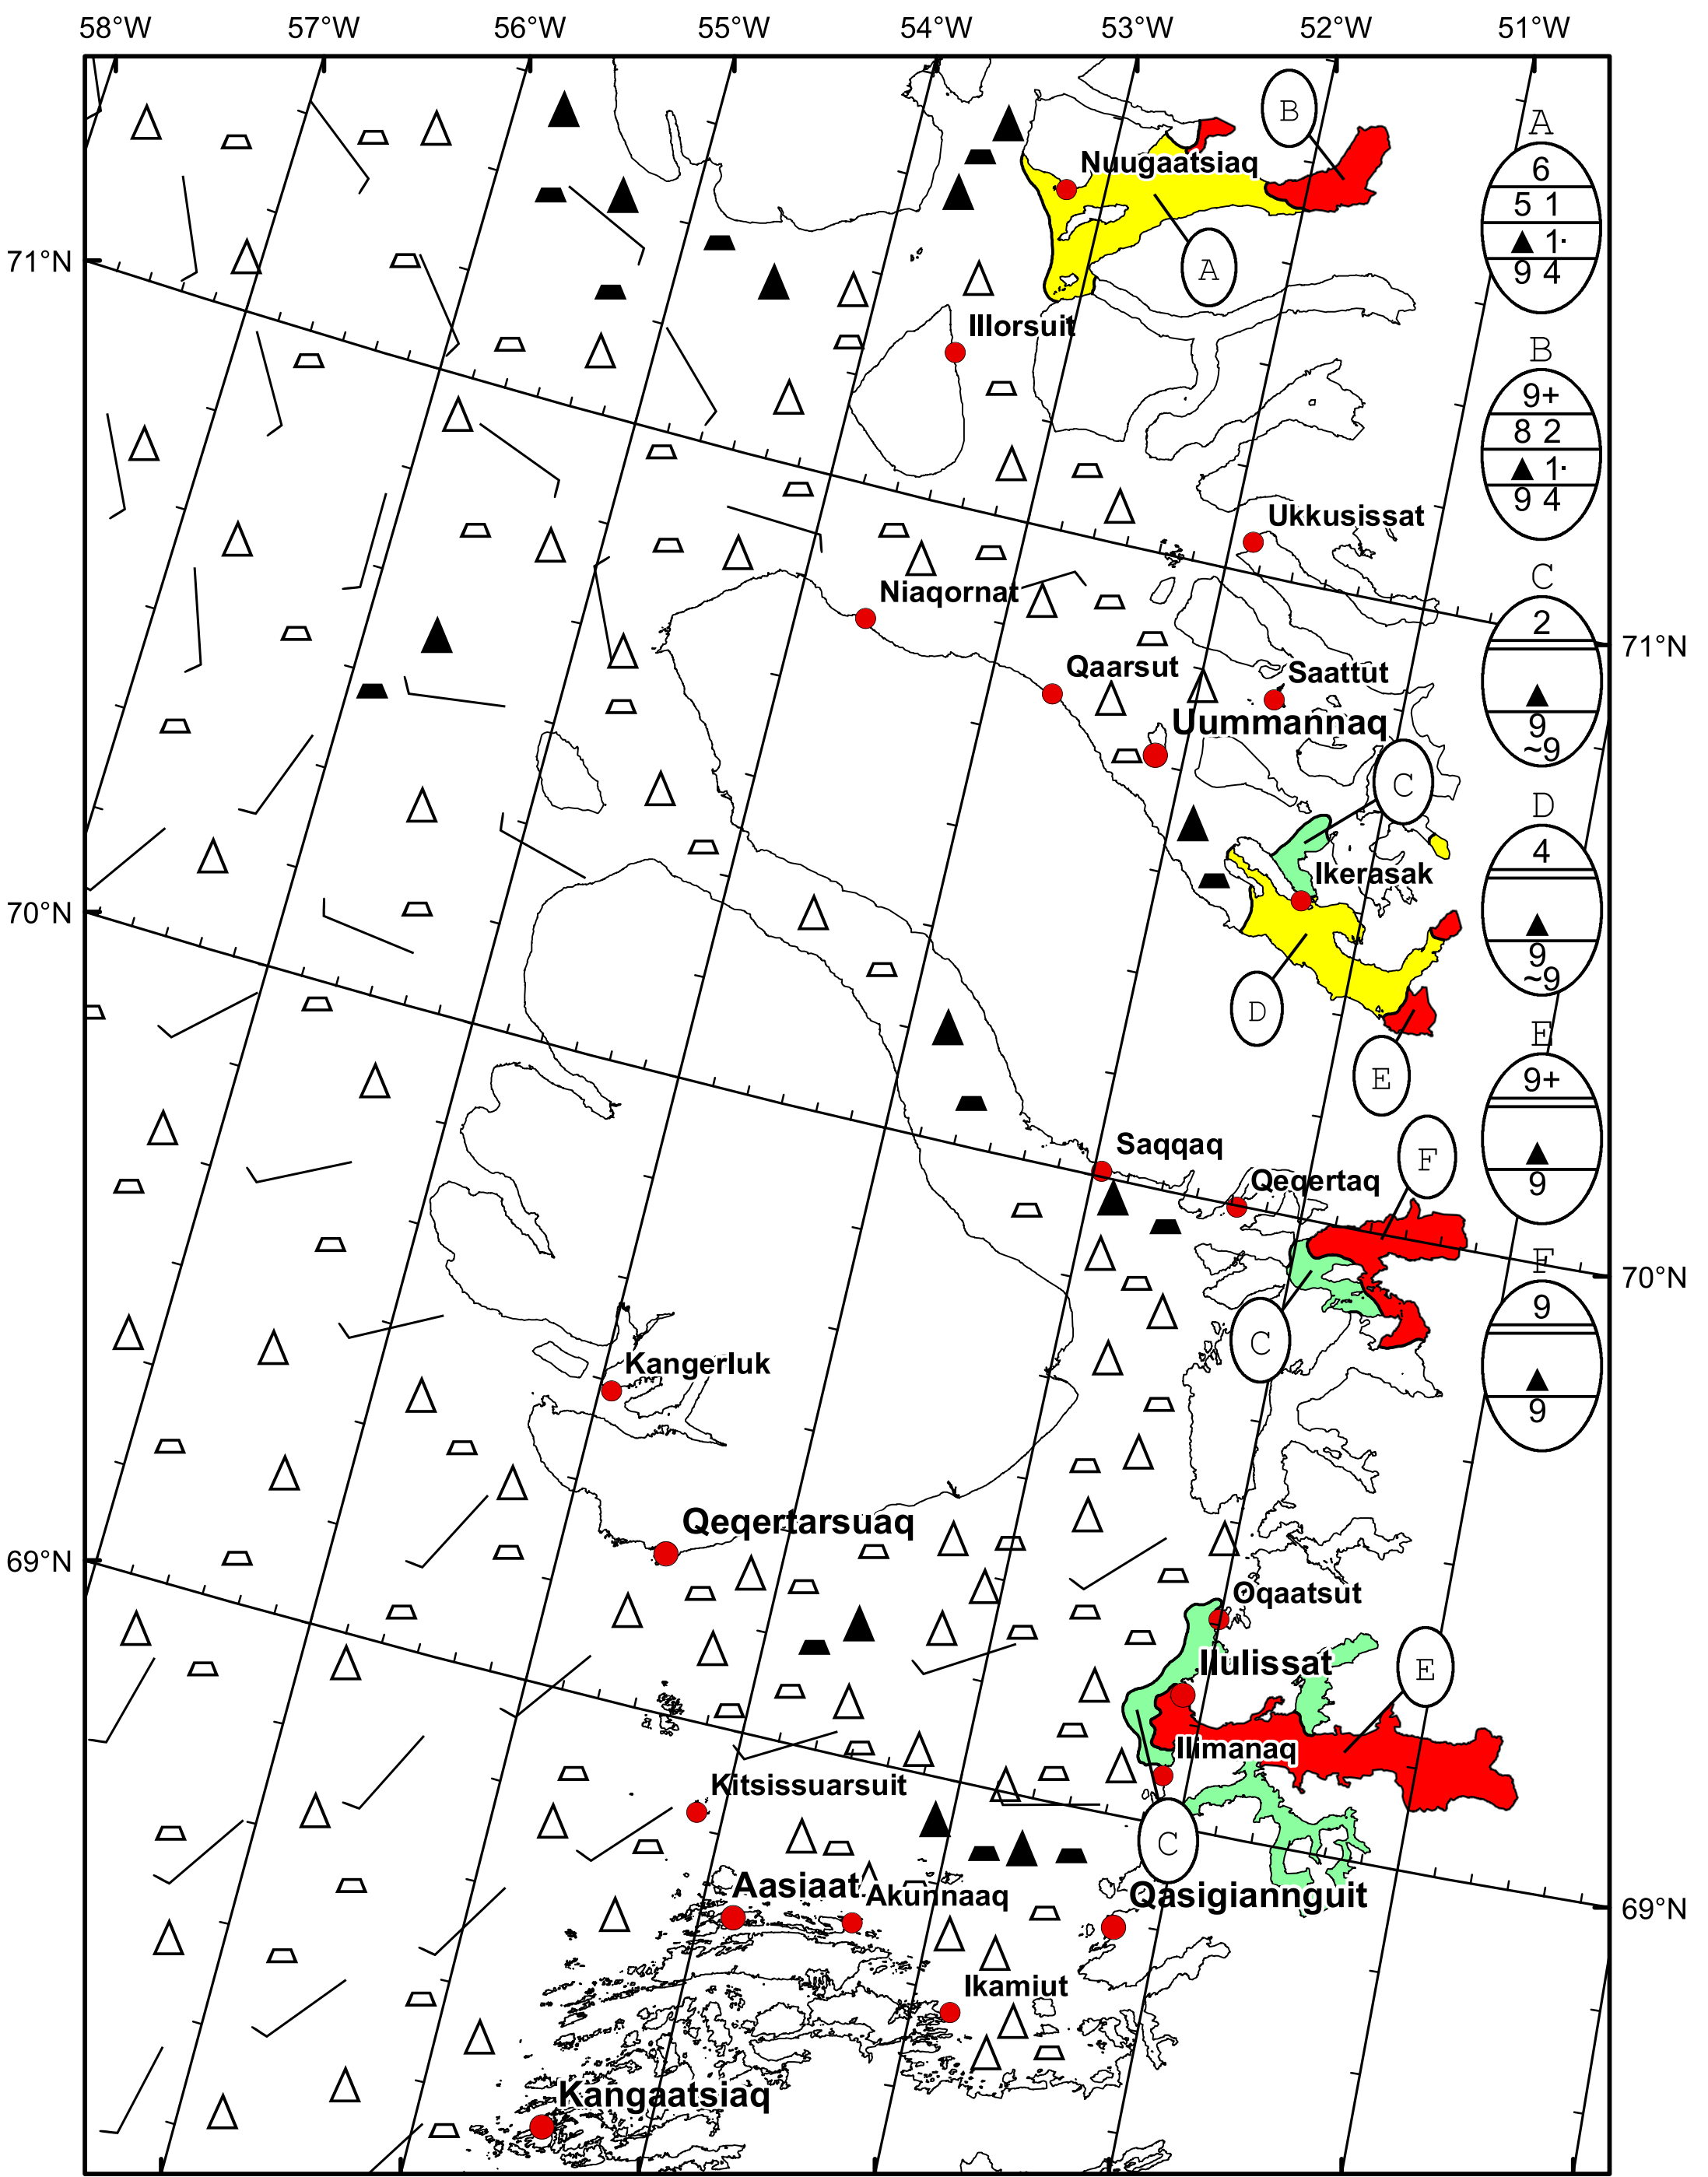 58°W 57°W 56°W 55°W 54°W 53°W 52°W 51°W
B
A
6
5 1
▲ 1·
9 4
Nuugaatsiaq
71°N
A
Illorsuit
B
9+
8 2
▲ 1·
9 4
Ukkusissat
C
2
▲
9
~9
Niaqornat
71°N
Qaarsut
Saattut
Uummannaq
C
D
4
▲
9
~9
Ikerasak
70°N
D
E
E
9+
▲
9
F
Saqqaq
Qeqertaq
70°N
F
9
▲
9
C
Kangerluk
Qeqertarsuaq
69°N
Oqaatsut
Ilulissat
E
Ilimanaq
Kitsissuarsuit
C
Aasiaat
Akunnaaq
Qasigiannguit
69°N
Ikamiut
Kangaatsiaq